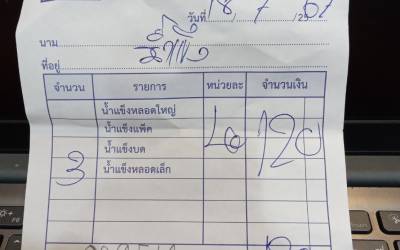 วันที่ 18 / 7 / 2567
นาม
ที่อยู่
จำนวน รายการ หน่วยละ จำนวนเงิน
น้ำแข็งหลอดใหญ่
น้ำแข็งแพ็ค
น้ำแข็งบด
3 น้ำแข็งหลอดเล็ก 40 120